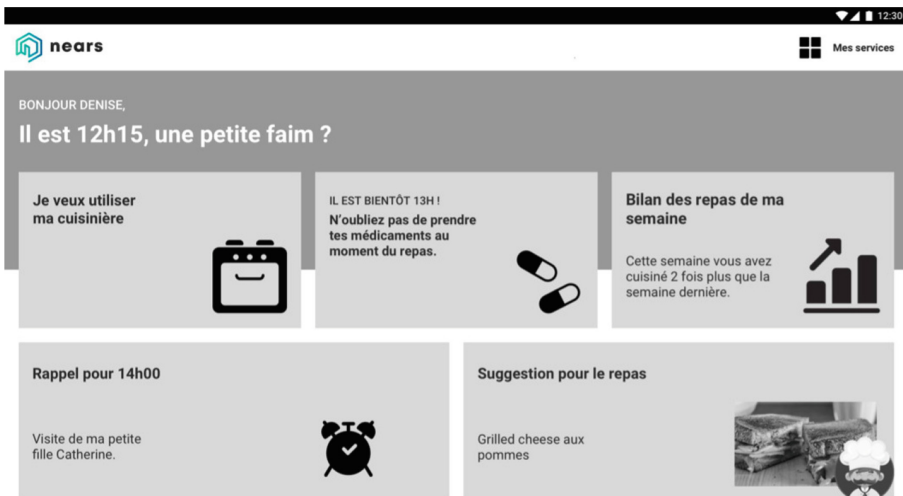 12:30
nears
Mes services
BONJOUR DENISE,
Il est 12h15, une petite faim ?
Je veux utiliser
ma cuisinière
IL EST BIENTÔT 13H !
N'oubliez pas de prendre
tes médicaments au
moment du repas.
Bilan des repas de ma
semaine
Cette semaine vous avez
cuisiné 2 fois plus que la
semaine dernière.
Rappel pour 14h00
Visite de ma petite
fille Catherine.
Suggestion pour le repas
Grilled cheese aux
pommes